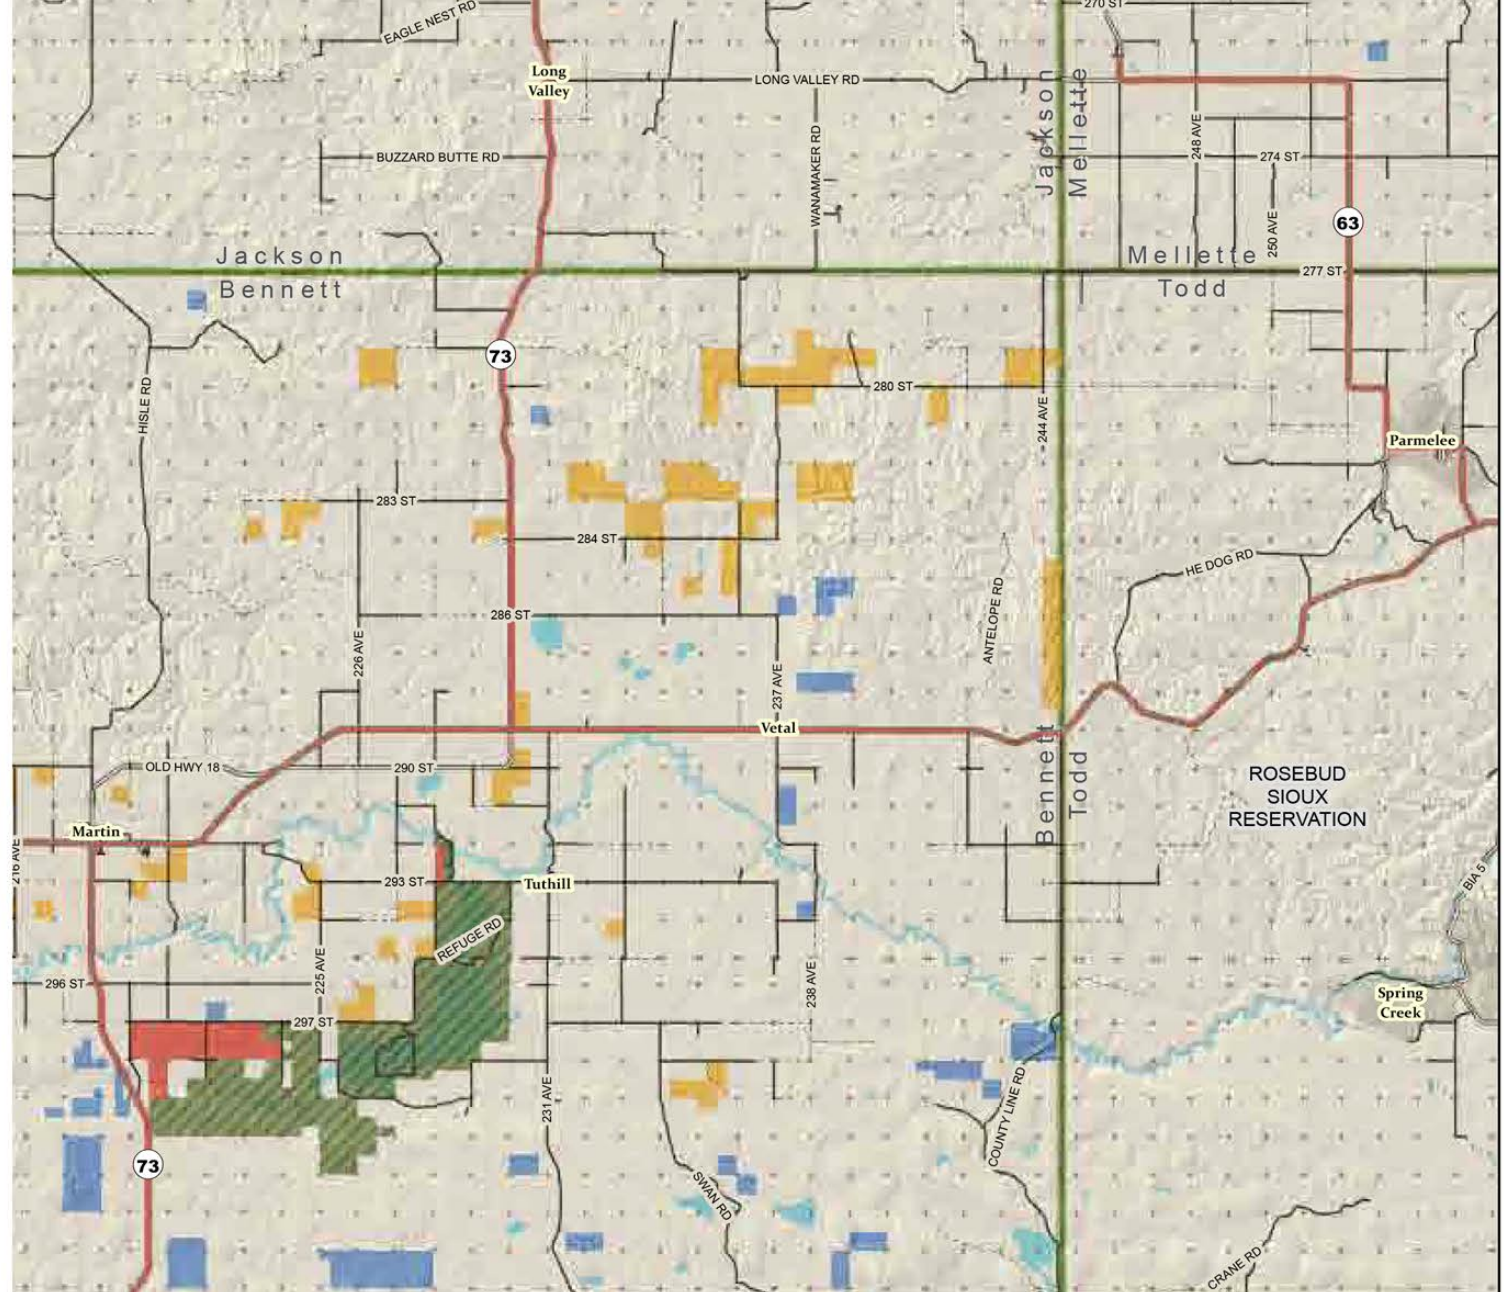 270 ST
EAGLE NEST RD
Long
Valley
LONG VALLEY RD
Jackson
Mellette
248 AVE
WANAMAKER RD
BUZZARD BUTTE RD
274 ST
250 AVE
63
Jackson
Bennett
Mellette
Todd
277 ST
73
HISLE RD
280 ST
244 AVE
Parmelee
283 ST
284 ST
HE DOG RD
286 ST
ANTELOPE RD
226 AVE
237 AVE
Vetal
Bennett
Todd
OLD HWY 18
290 ST
ROSEBUD
SIOUX
RESERVATION
Martin
216 AVE
293 ST
Tuthill
BIA 5
REFUGE RD
296 ST
225 AVE
238 AVE
Spring
Creek
297 ST
231 AVE
COUNTY LINE RD
73
SWAN RD
CRANE RD